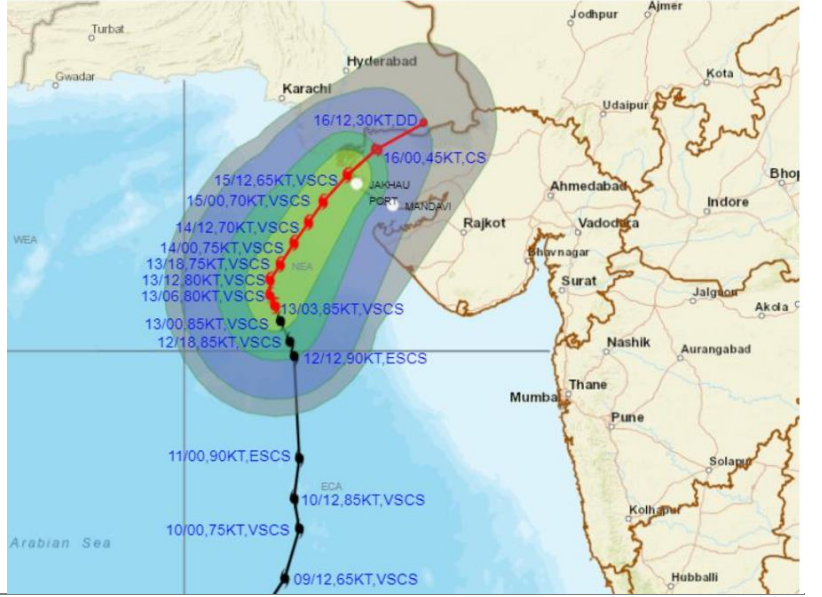 Jodhpur
Ajmer
Turbat
Hyderabad
Gwadar
Karachi
Kota
Udaipur
16/12,30KT,DD
16/00,45KT,CS
15/12,65KT,VSCS
JAKHAU
PORT
MANDAVI
15/00,70KT,VSCS
Ahmedabad
Bhop
Indore
14/12,70KT,VSCS
Rajkot
Vadodara
WEA
14/00,75KT,VSCS
Bhavnagar
13/18,75KT,VSCS
NEA
13/12,80KT,VSCS
Surat
13/06,80KT,VSCS
Jalgaon
13/03,85KT,VSCS
Akola
13/00,85KT,VSCS
12/18,85KT,VSCS
Nashik
Aurangabad
12/12,90KT,ESCS
Thane
Mumbai
Pune
11/00,90KT,ESCS
Solapur
ECA
10/12,85KT,VSCS
Kolhapur
10/00,75KT,VSCS
Arabian Sea
09/12,65KT,VSCS
Hubballi